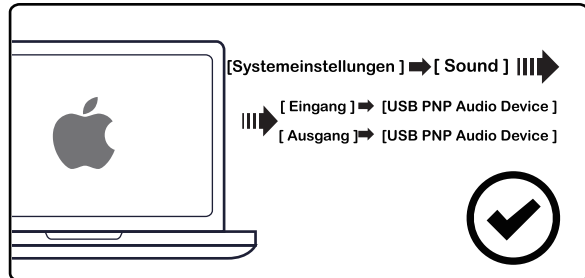 [Systemeinstellungen ] ➡ [ Sound ]
[ Eingang ] ➡ [USB PNP Audio Device ]
[ Ausgang ] ➡ [USB PNP Audio Device ]